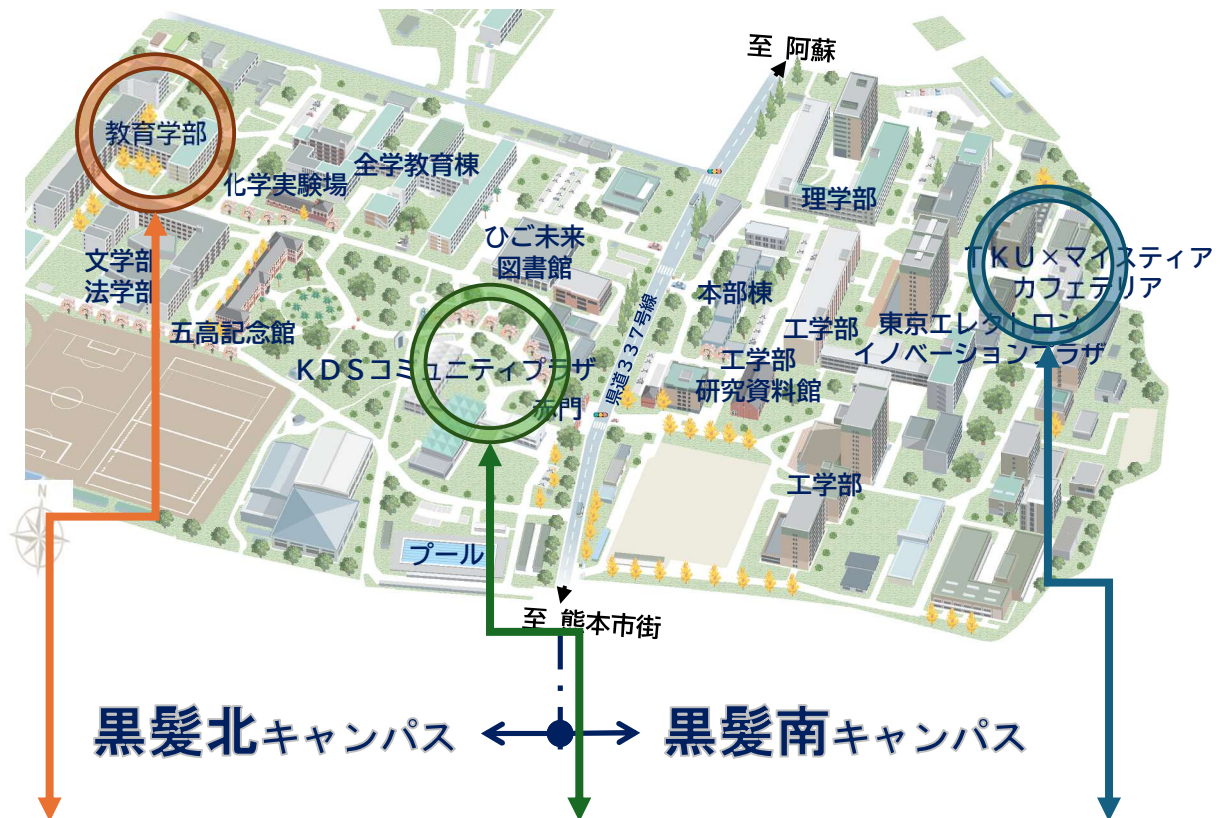 至 阿蘇
教育学部
全学教育棟
化学実験場
理学部
ひご未来
図書館
文学部
法学部
TKU×マイスティア
カフェテリア
本部棟
県道337号線
五高記念館
工学部
東京エレクトロン
イノベーションプラザ
KDSコミュニティプラザ
工学部
研究資料館
赤門
工学部
N
プール
至 熊本市街
黒髪北キャンパス
黒髪南キャンパス